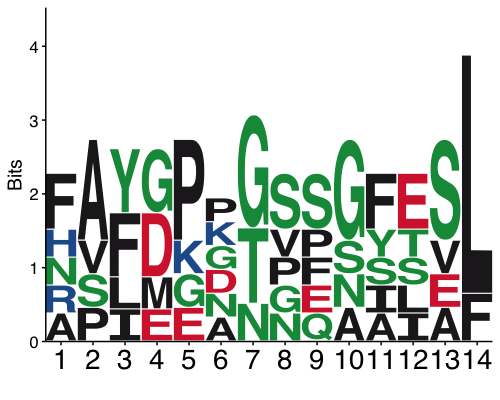 Bits
4
3
2
1
0
F H N R A
A V S P
Y F L I
G D M E
P K G E
P K G D N A
G T N
S V P G N
S P F E Q
G S N A
F Y S I A
E T S L I
S V E A
L F
1 2 3 4 5 6 7 8 9 10 11 12 13 14